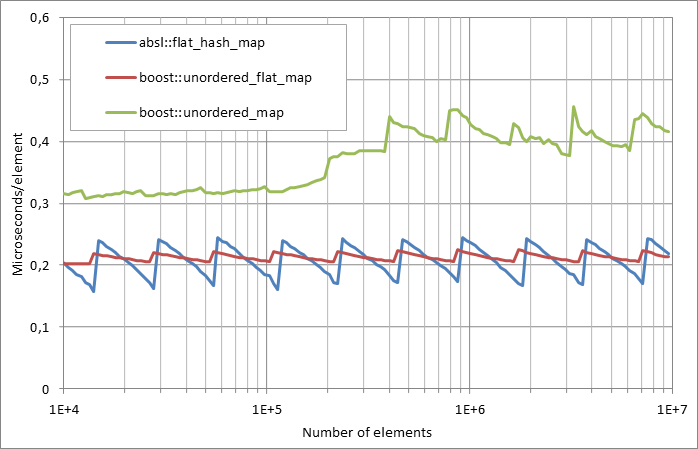 0,6
0,5
0,4
0,3
0,2
0,1
0
Microseconds/element
absl::flat_hash_map
boost::unordered_flat_map
boost::unordered_map
1E+4 1E+5 1E+6 1E+7
Number of elements